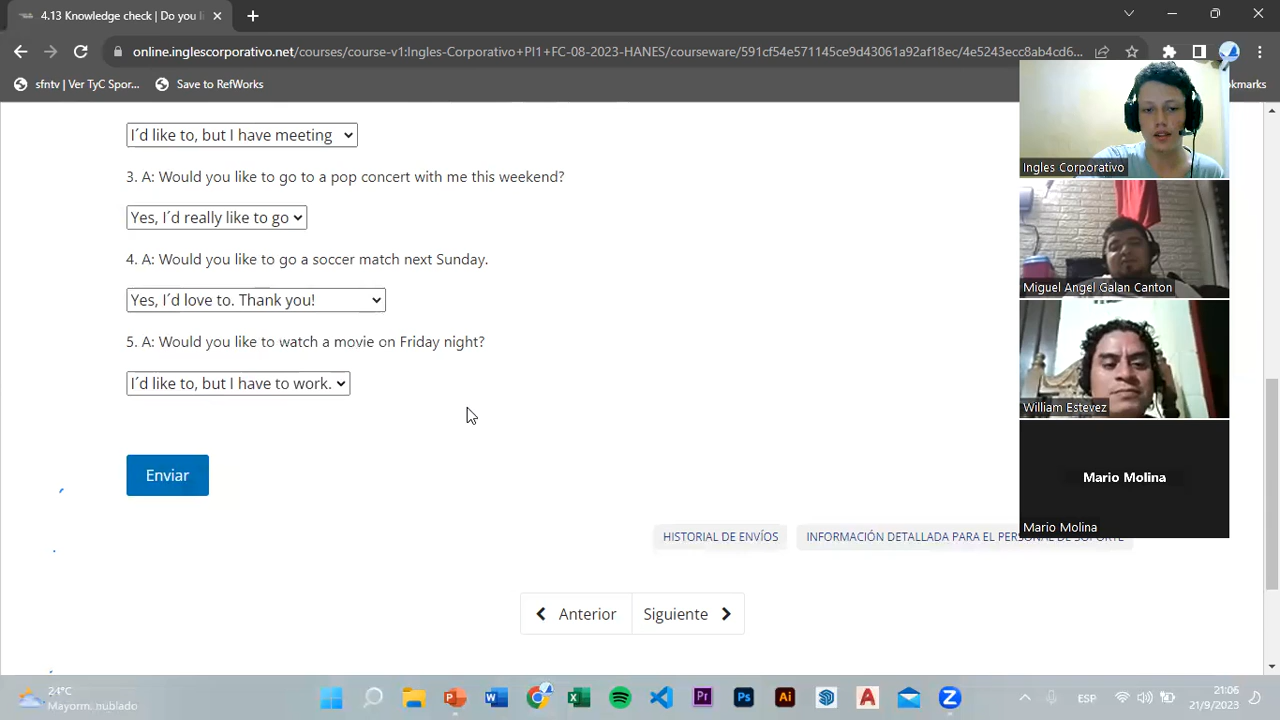 4.13 Knowledge check | Do you l
online.inglescorporativo.net/courses/course-v1:Ingles-Corporativo+PI1+FC-08-2023-HANES/courseware/591cf54e571145ce9d43061a92af18ec/4e5243ecc8ab4cd6...
sfntv | Ver TyC Spor...
Save to RefWorks
I´d like to, but I have meeting
3. A: Would you like to go to a pop concert with me this weekend?
Yes, I´d really like to go
4. A: Would you like to go a soccer match next Sunday.
Yes, I´d love to. Thank you!
5. A: Would you like to watch a movie on Friday night?
I´d like to, but I have to work.
Enviar
HISTORIAL DE ENVÍOS
INFORMACIÓN DETALLADA PARA EL PERSONAL DE SOPORTE
Anterior
Siguiente
Ingles Corporativo
Miguel Angel Galan Canton
William Estevez
Mario Molina
Mario Molina
24°C
Mayorm. nublado
ESP
21:06
21/9/2023